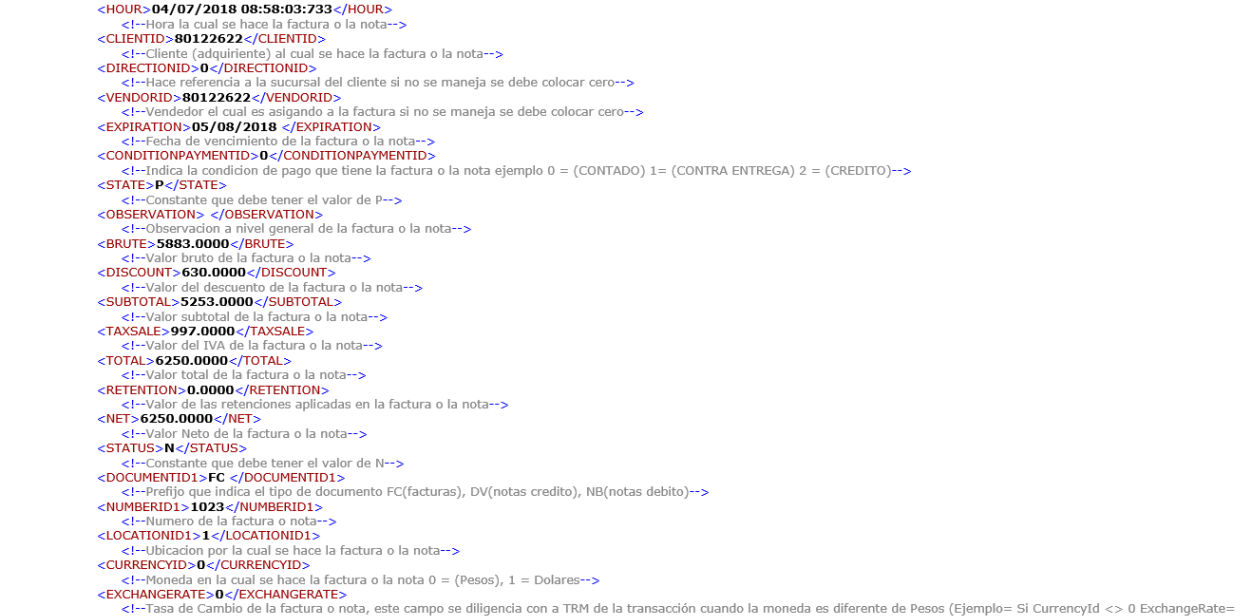 <HOUR>04/07/2018 08:58:03:733</HOUR>
<!--Hora la cual se hace la factura o la nota-->
<CLIENTID>80122622</CLIENTID>
<!--Cliente (adquiriente) al cual se hace la factura o la nota-->
<DIRECTIONID>0</DIRECTIONID>
<!--Hace referencia a la sucursal del cliente si no se maneja se debe colocar cero-->
<VENDORID>80122622</VENDORID>
<!--Vendedor el cual es asigando a la factura si no se maneja se debe colocar cero-->
<EXPIRATION>05/08/2018 </EXPIRATION>
<!--Fecha de vencimiento de la factura o la nota-->
<CONDITIONPAYMENTID>0</CONDITIONPAYMENTID>
<!--Indica la condicion de pago que tiene la factura o la nota ejemplo 0 = (CONTADO) 1= (CONTRA ENTREGA) 2 = (CREDITO)-->
<STATE>P</STATE>
<!--Constante que debe tener el valor de P-->
<OBSERVATION> </OBSERVATION>
<!--Observacion a nivel general de la factura o la nota-->
<BRUTE>5883.0000</BRUTE>
<!--Valor bruto de la factura o la nota-->
<DISCOUNT>630.0000</DISCOUNT>
<!--Valor del descuento de la factura o la nota-->
<SUBTOTAL>5253.0000</SUBTOTAL>
<!--Valor subtotal de la factura o la nota-->
<TAXSALE>997.0000</TAXSALE>
<!--Valor del IVA de la factura o la nota-->
<TOTAL>6250.0000</TOTAL>
<!--Valor total de la factura o la nota-->
<RETENTION>0.0000</RETENTION>
<!--Valor de las retenciones aplicadas en la factura o la nota-->
<NET>6250.0000</NET>
<!--Valor Neto de la factura o la nota-->
<STATUS>N</STATUS>
<!--Constante que debe tener el valor de N-->
<DOCUMENTID1>FC </DOCUMENTID1>
<!--Prefijo que indica el tipo de documento FC(facturas), DV(notas credito), NB(notas debito)-->
<NUMBERID1>1023</NUMBERID1>
<!--Numero de la factura o nota-->
<LOCATIONID1>1</LOCATIONID1>
<!--Ubicacion por la cual se hace la factura o la nota-->
<CURRENCYID>0</CURRENCYID>
<!--Moneda en la cual se hace la factura o la nota 0 = (Pesos), 1 = Dolares-->
<EXCHANGERATE>0</EXCHANGERATE>
<!--Tasa de Cambio de la factura o nota, este campo se diligencia con a TRM de la transacción cuando la moneda es diferente de Pesos (Ejemplo= Si CurrencyId <> 0 ExchangeRate=